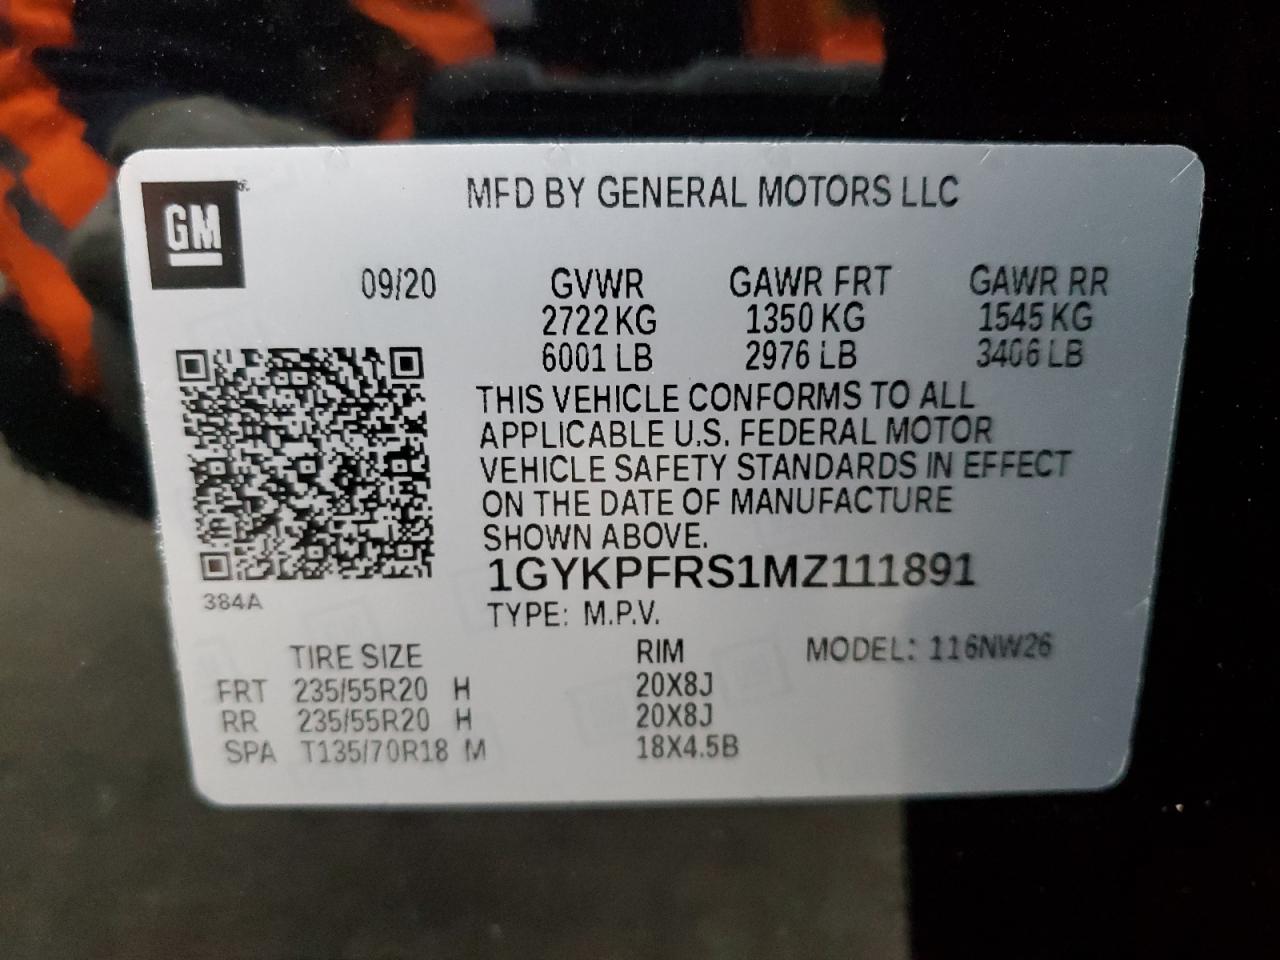 GM
MFD BY GENERAL MOTORS LLC
09/20 GVWR GAWR FRT GAWR RR
2722 KG 1350 KG 1545 KG
6001 LB 2976 LB 3406 LB
THIS VEHICLE CONFORMS TO ALL
APPLICABLE U.S. FEDERAL MOTOR
VEHICLE SAFETY STANDARDS IN EFFECT
ON THE DATE OF MANUFACTURE
SHOWN ABOVE.
1GYKPFRS1MZ111891
384A
TYPE: M.P.V.
TIRE SIZE RIM MODEL: 116NW26
FRT 235/55R20 H 20X8J
RR 235/55R20 H 20X8J
SPA T135/70R18 M 18X4.5B